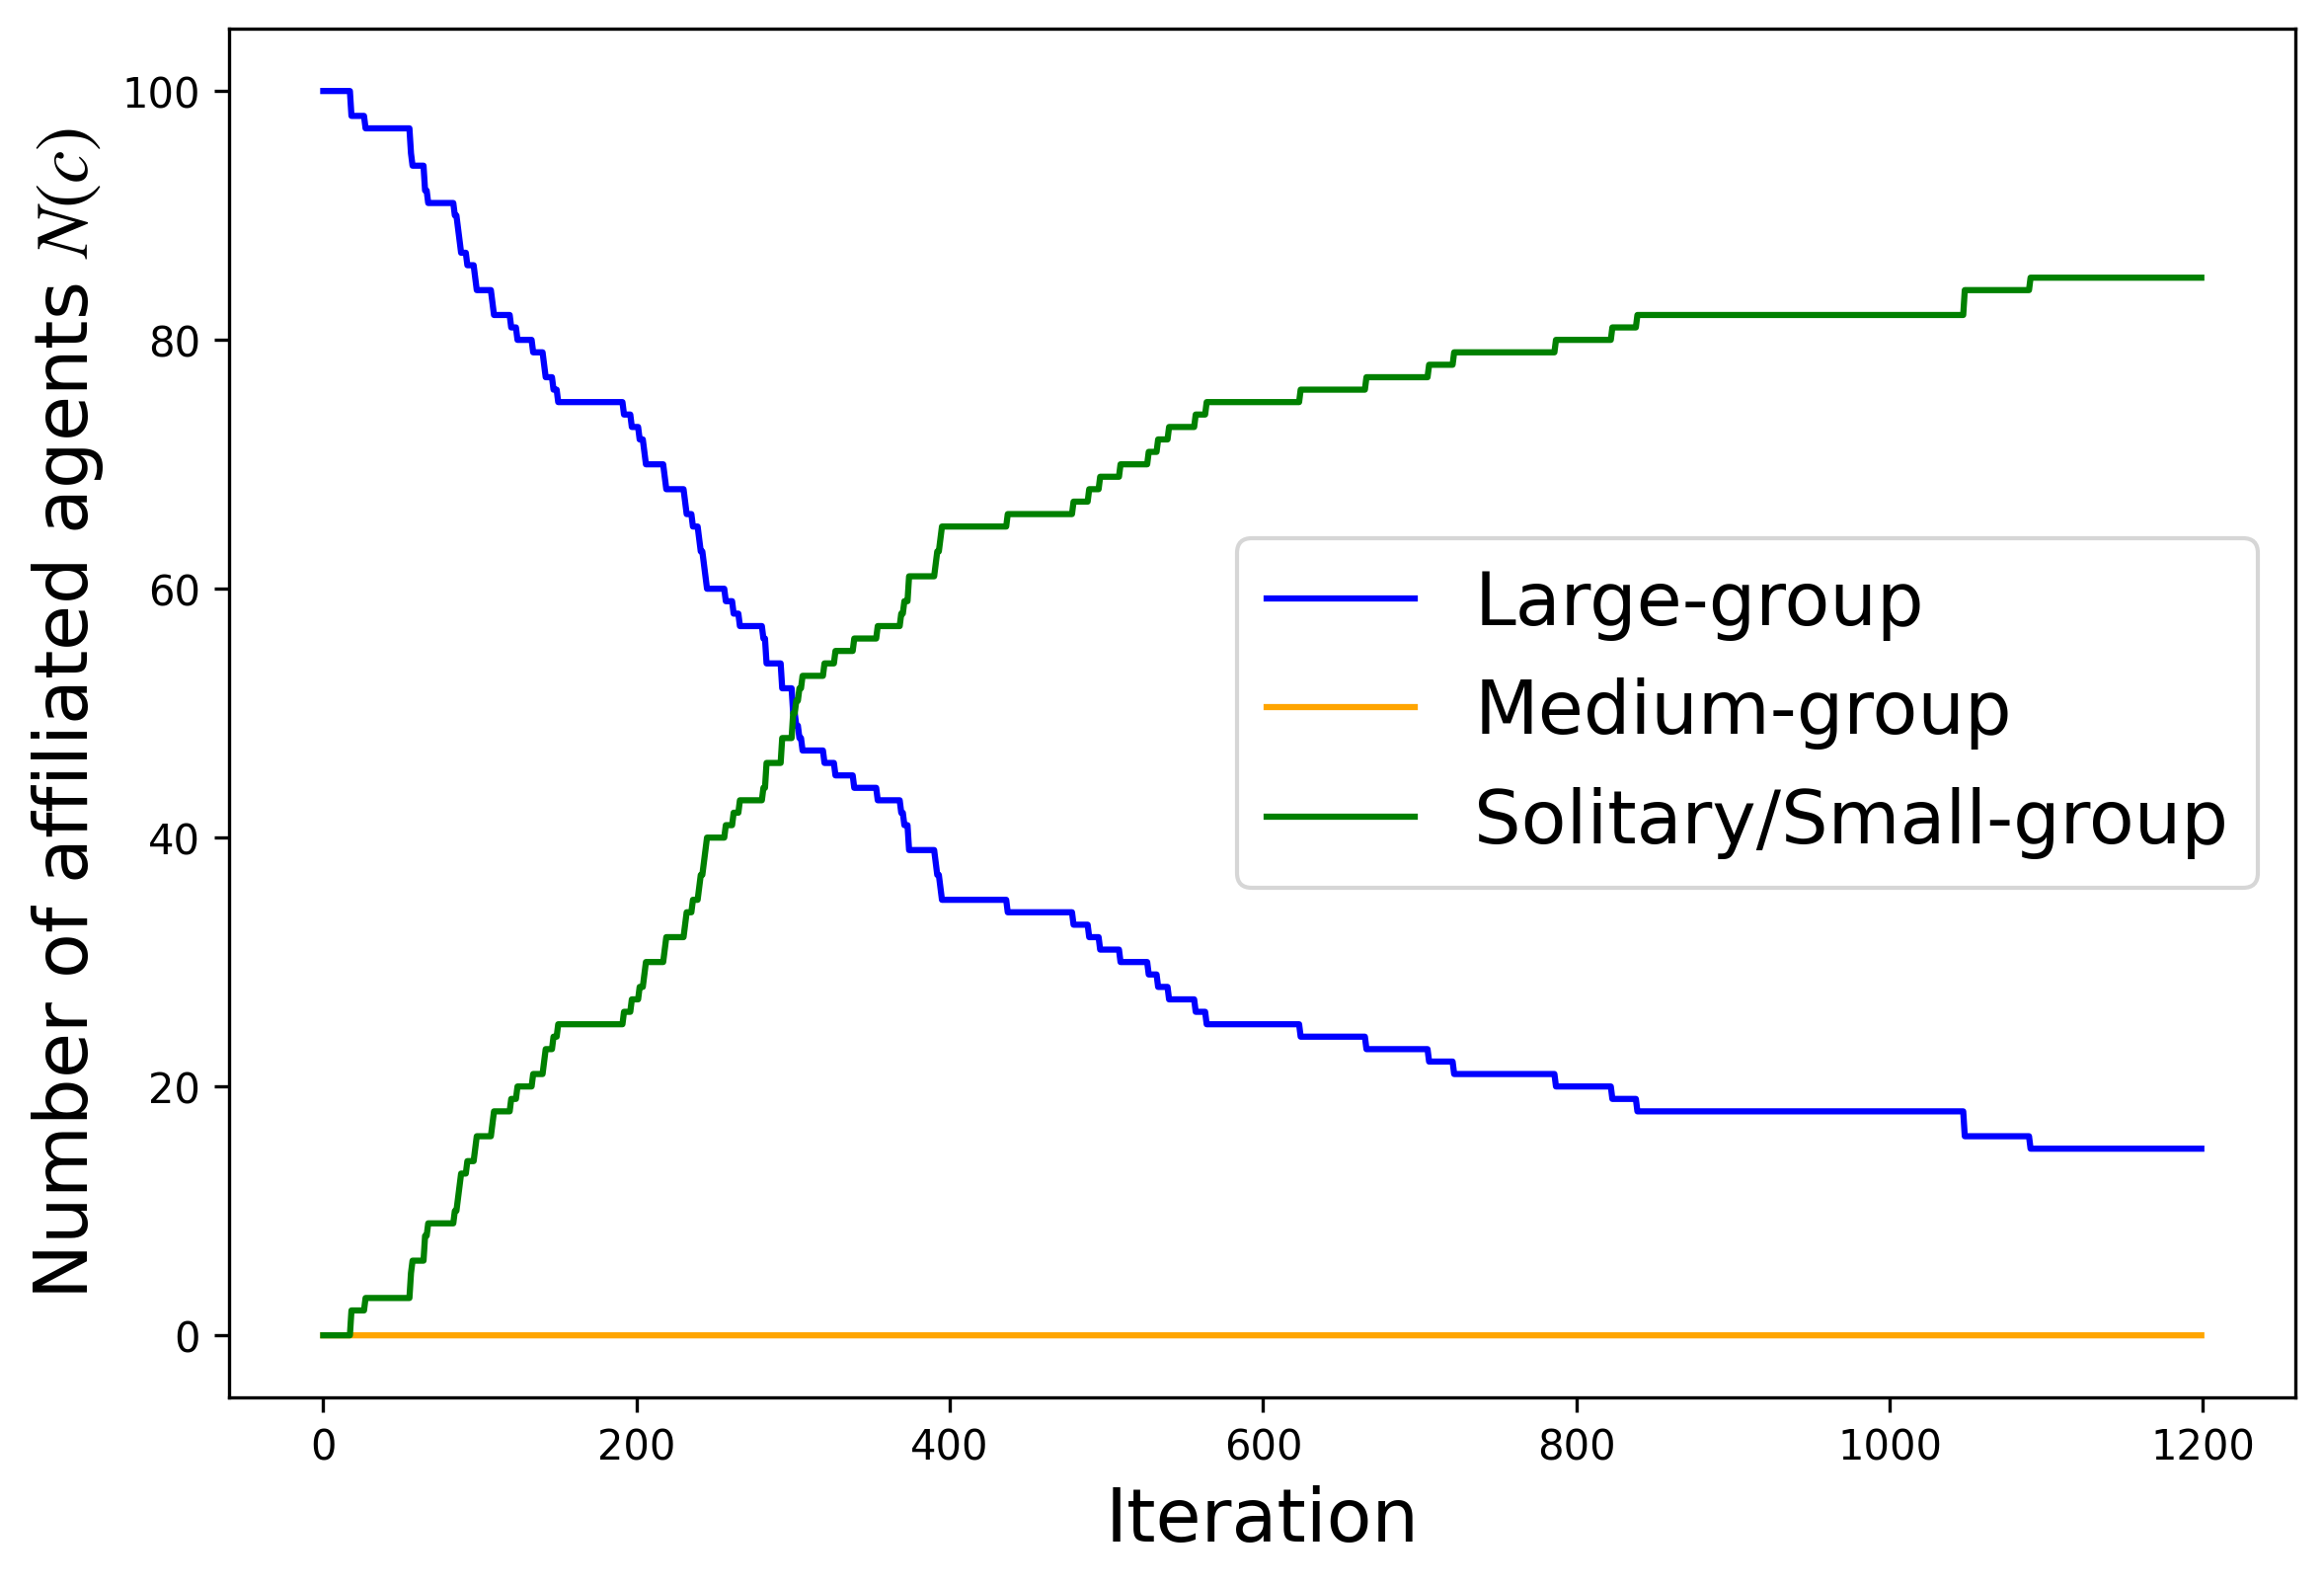 Number of affiliated agents N(c)
100
80
60
40
20
0
Large-group
Medium-group
Solitary/Small-group
0 200 400 600 800 1000 1200
Iteration